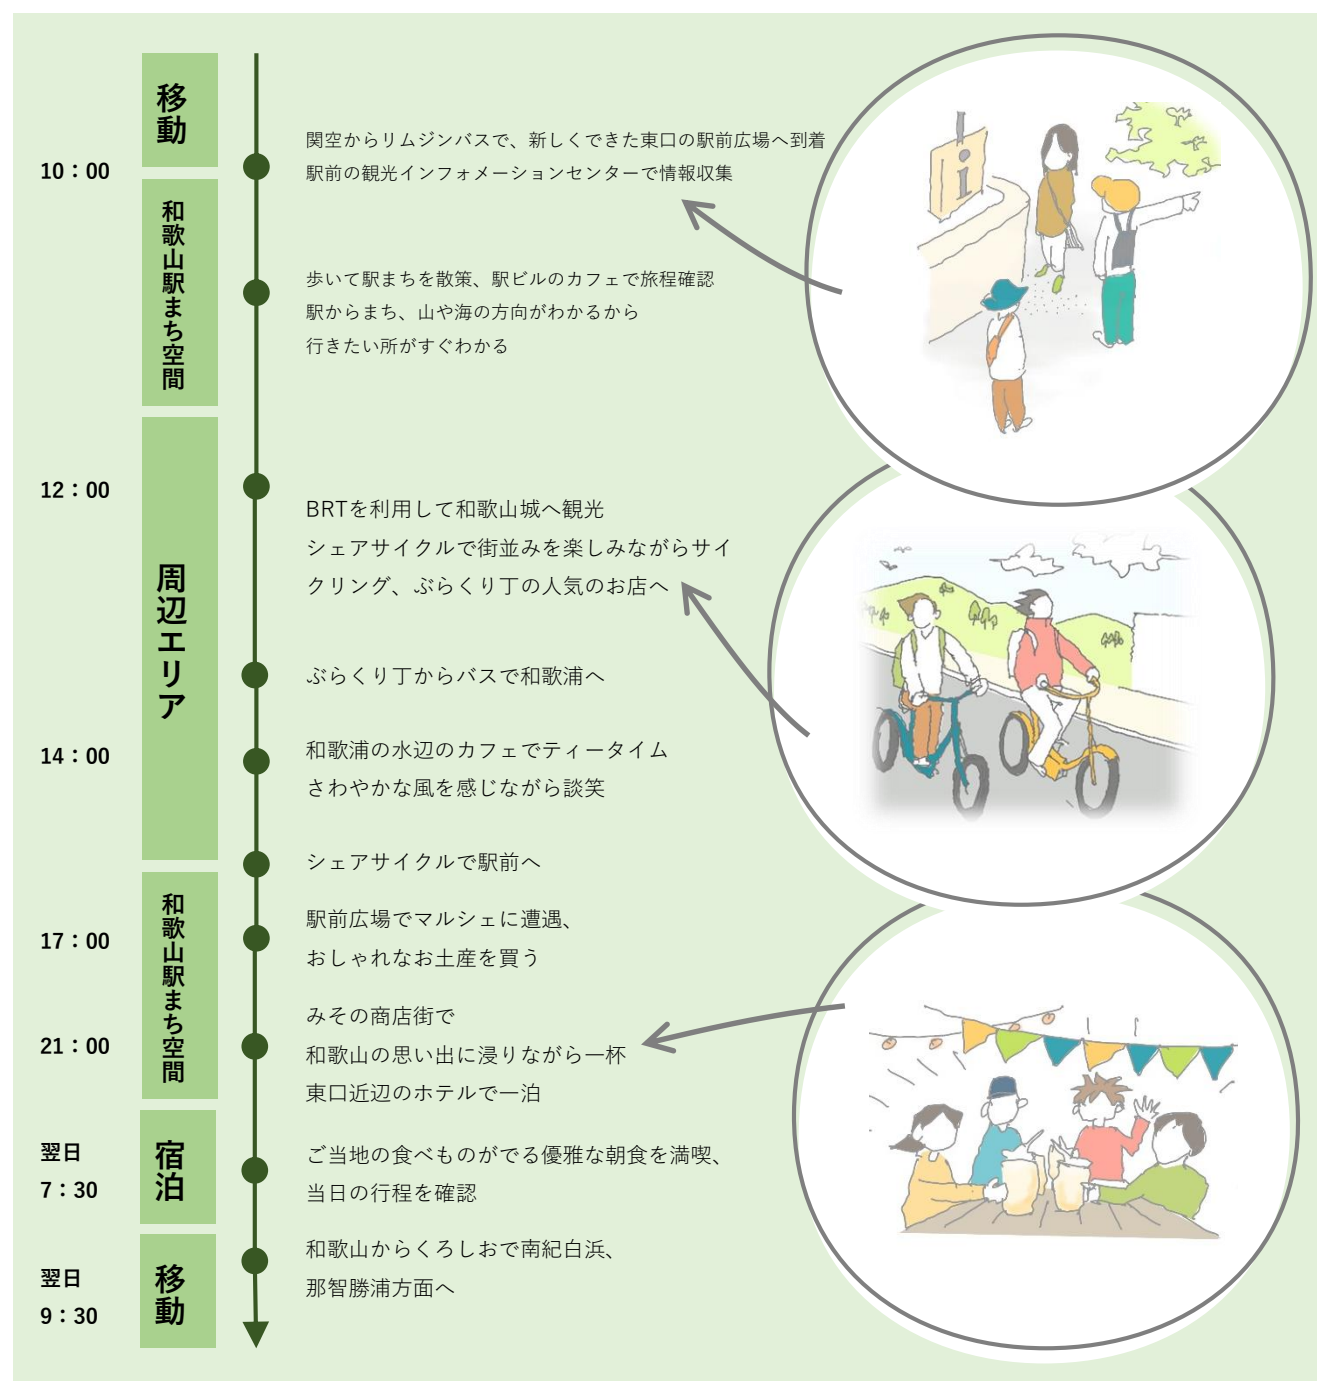 移動
10：00
関空からリムジンバスで、新しくできた東口の駅前広場へ到着
駅前の観光インフォメーションセンターで情報収集
i
和歌山駅まち空間
歩いて駅まちを散策、駅ビルのカフェで旅程確認
駅からまち、山や海の方向がわかるから
行きたい所がすぐわかる
周辺エリア
12：00
BRTを利用して和歌山城へ観光
シェアサイクルで街並みを楽しみながらサイ
クリング、ぶらくり丁の人気のお店へ
ぶらくり丁からバスで和歌浦へ
14：00
和歌浦の水辺のカフェでティータイム
さわやかな風を感じながら談笑
シェアサイクルで駅前へ
和歌山駅まち空間
17：00
駅前広場でマルシェに遭遇、
おしゃれなお土産を買う
21：00
みその商店街で
和歌山の思い出に浸りながら一杯
東口近辺のホテルで一泊
宿泊
翌日
7：30
ご当地の食べものがでる優雅な朝食を満喫、
当日の行程を確認
移動
翌日
9：30
和歌山からくろしおで南紀白浜、
那智勝浦方面へ